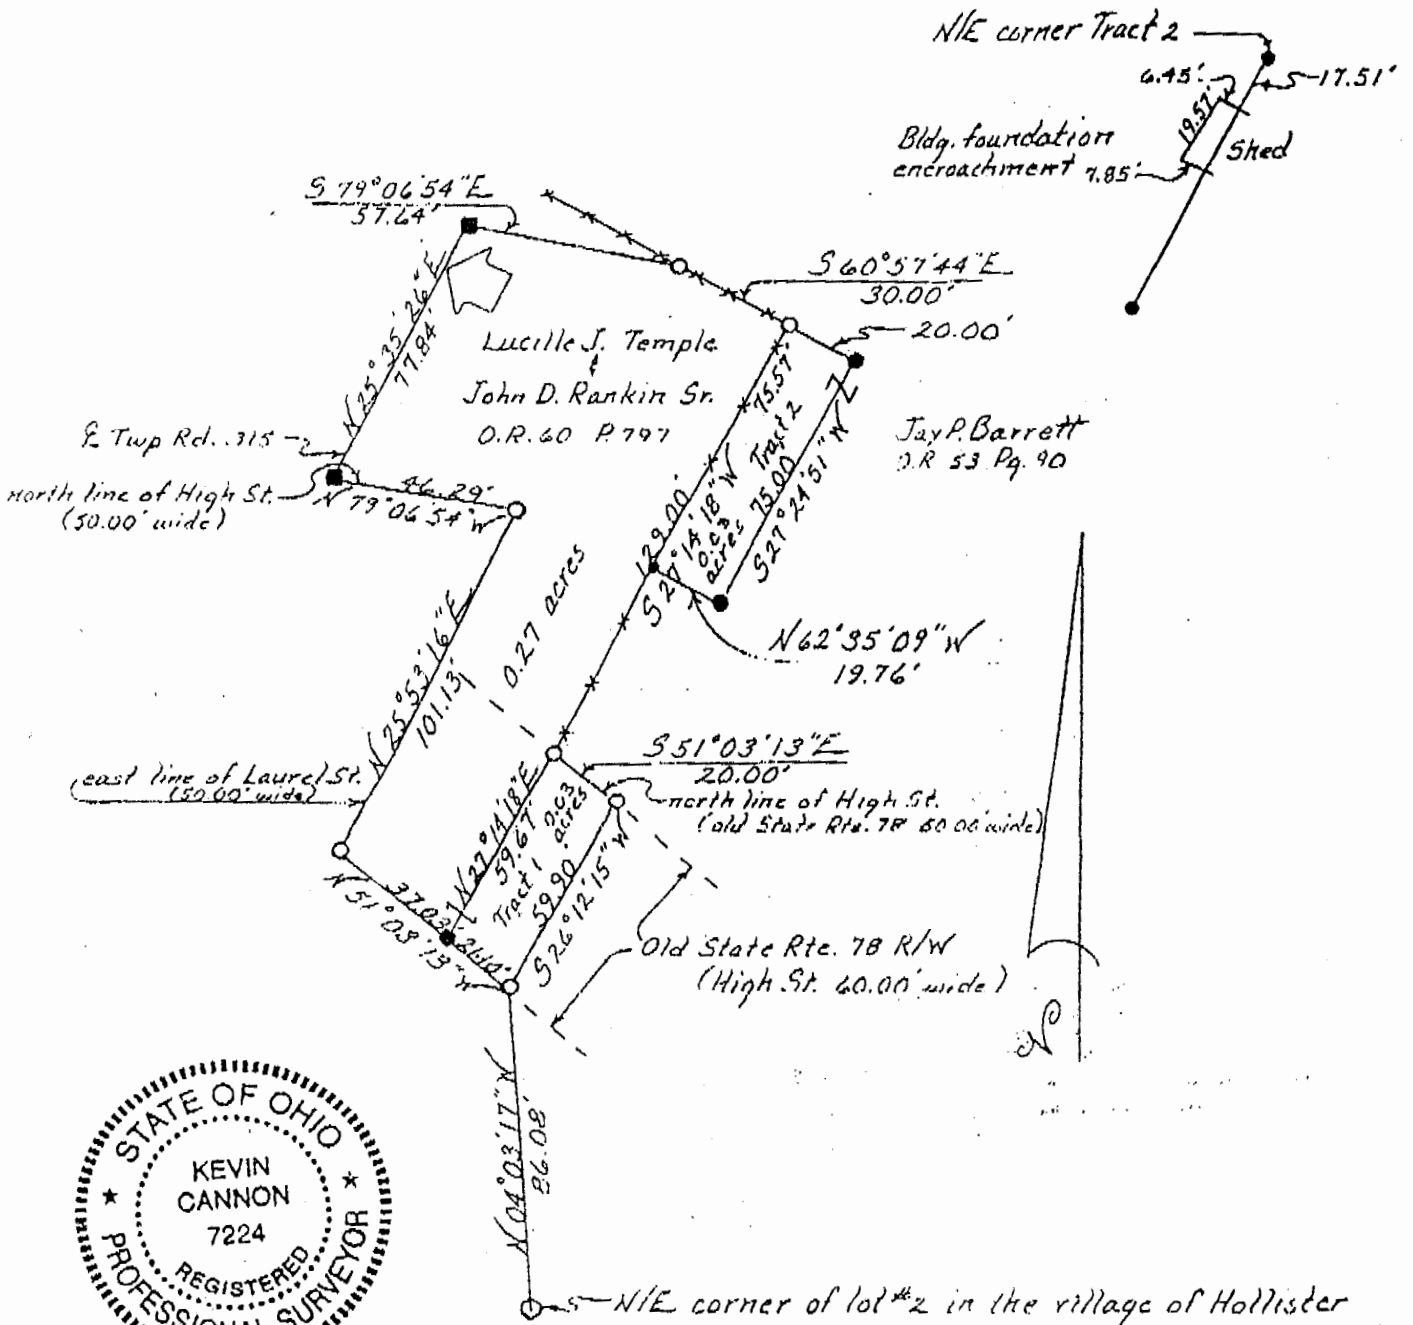 N/E corner Tract 2
6.45'
17.51'
19.57'
Bldg. foundation
encroachment 7.85'
Shed
S 79°06'54"E
57.64'
S 60°57'44"E
30.00'
20.00'
N 25°35'26"E
77.84'
Lucille J. Temple
&
John D. Rankin Sr.
O.R. 60 P. 797
75.57'
Tract 2
0.03
acres
75.00
S 27°24'51"W
Jay P. Barrett
O.R 53 Pg. 90
℄ Twp Rd. 315
north line of High St.
(50.00' wide)
46.29'
N 79°06'54"W
129.00'
S 27°14'18"W
N 62°35'09"W
19.76'
0.27 acres
N 25°53'16"E
101.13'
east line of Laurel St.
(50.00' wide)
S 51°03'13"E
20.00'
north line of High St.
(old State Rte. 78 60.00' wide)
N 27°14'18"E
59.67'
Tract 1
0.03
acres
59.90'
S 26°12'15"W
37.03'
21.10'
N 51°03'13"W
Old State Rte. 78 R/W
(High St. 60.00' wide)
N
N 04°03'17"W
86.08'
STATE OF OHIO
KEVIN
CANNON
7224
REGISTERED
PROFESSIONAL SURVEYOR
N/E corner of lot #2 in the village of Hollister